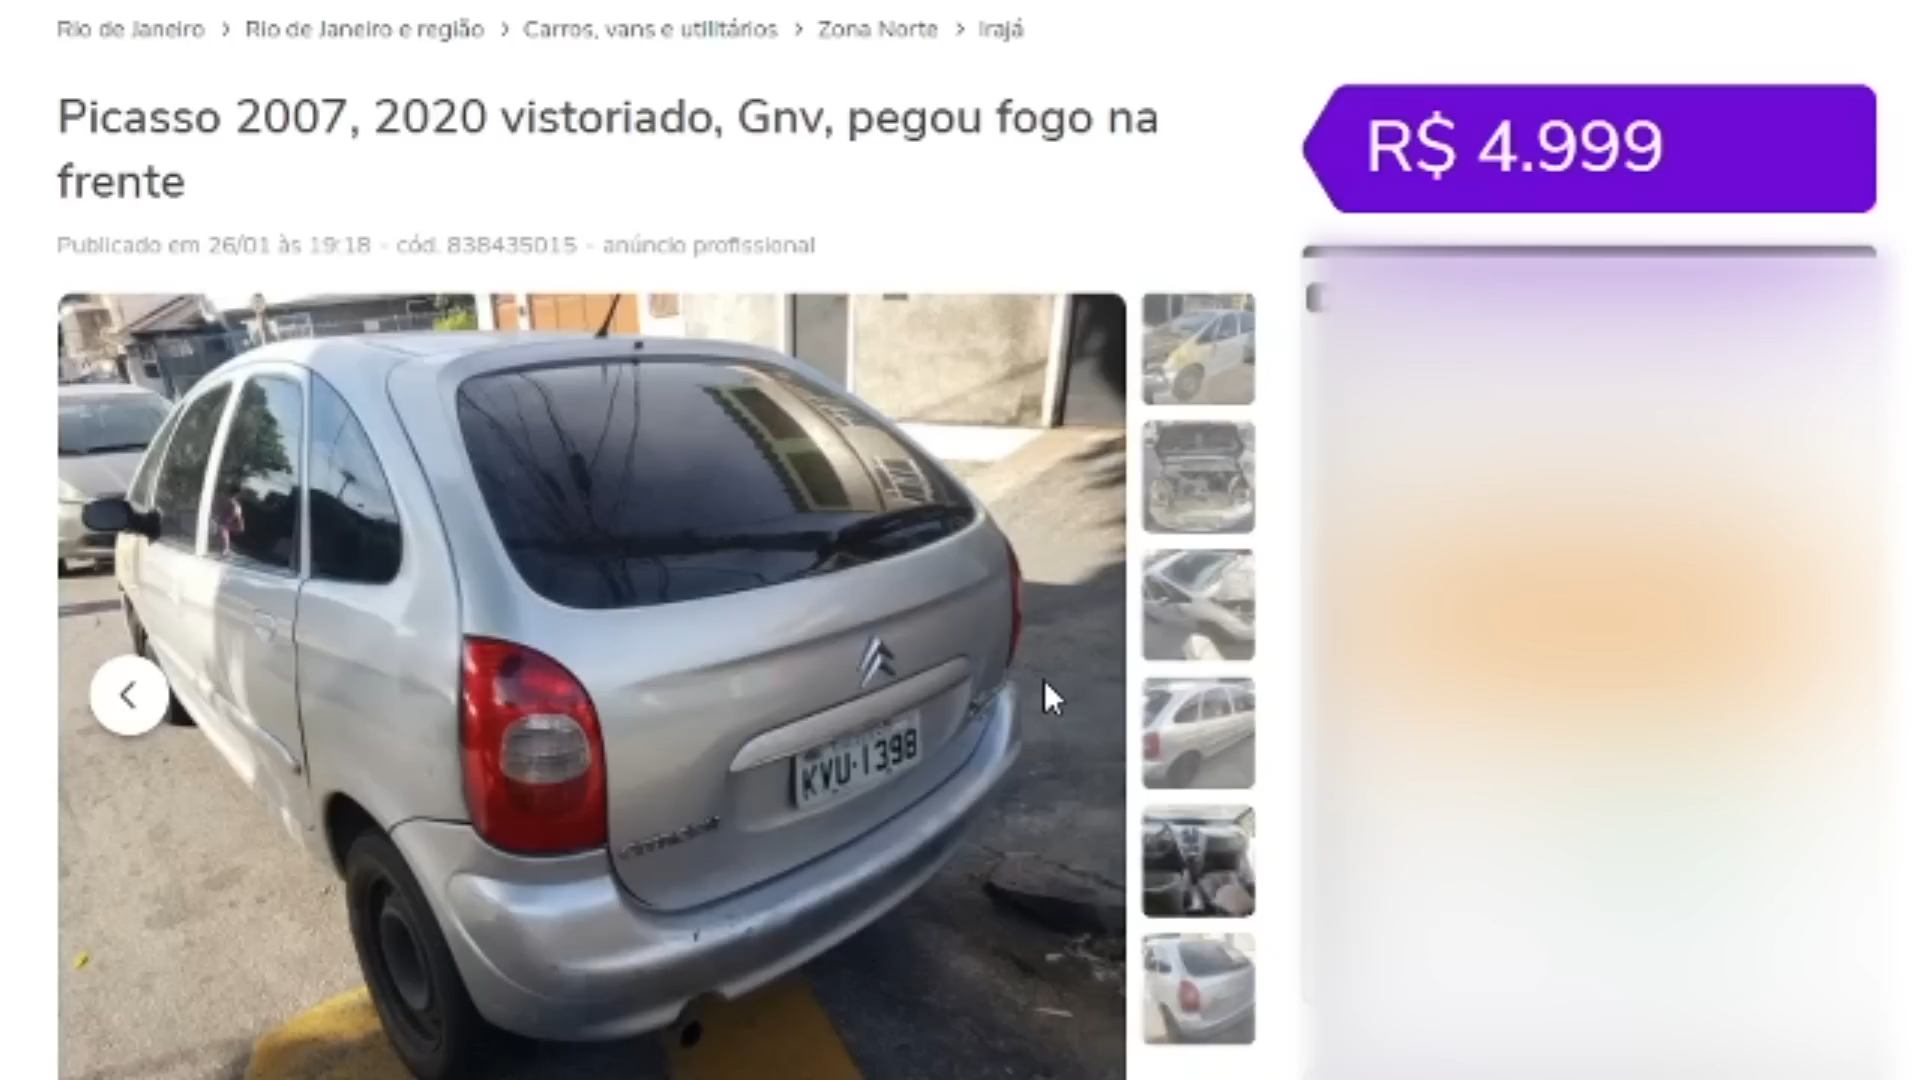 Rio de Janeiro > Rio de Janeiro e região > Carros, vans e utilitários > Zona Norte > Irajá
Picasso 2007, 2020 vistoriado, Gnv, pegou fogo na
frente
R$ 4.999
Publicado em 26/01 às 19:18 - cód. 838435015 - anúncio profissional
KVU·1398